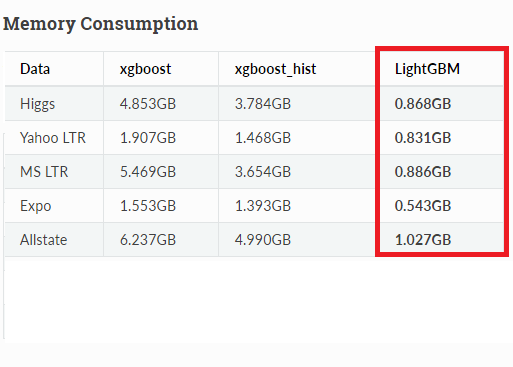 Memory Consumption
Data xgboost xgboost_hist LightGBM
Higgs 4.853GB 3.784GB 0.868GB
Yahoo LTR 1.907GB 1.468GB 0.831GB
MS LTR 5.469GB 3.654GB 0.886GB
Expo 1.553GB 1.393GB 0.543GB
Allstate 6.237GB 4.990GB 1.027GB